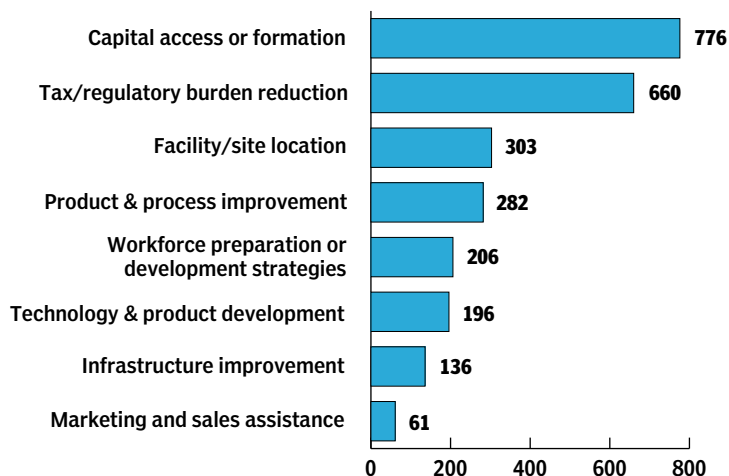 Capital access or formation 776
Tax/regulatory burden reduction 660
Facility/site location 303
Product & process improvement 282
Workforce preparation or
development strategies 206
Technology & product development 196
Infrastructure improvement 136
Marketing and sales assistance 61
0 200 400 600 800